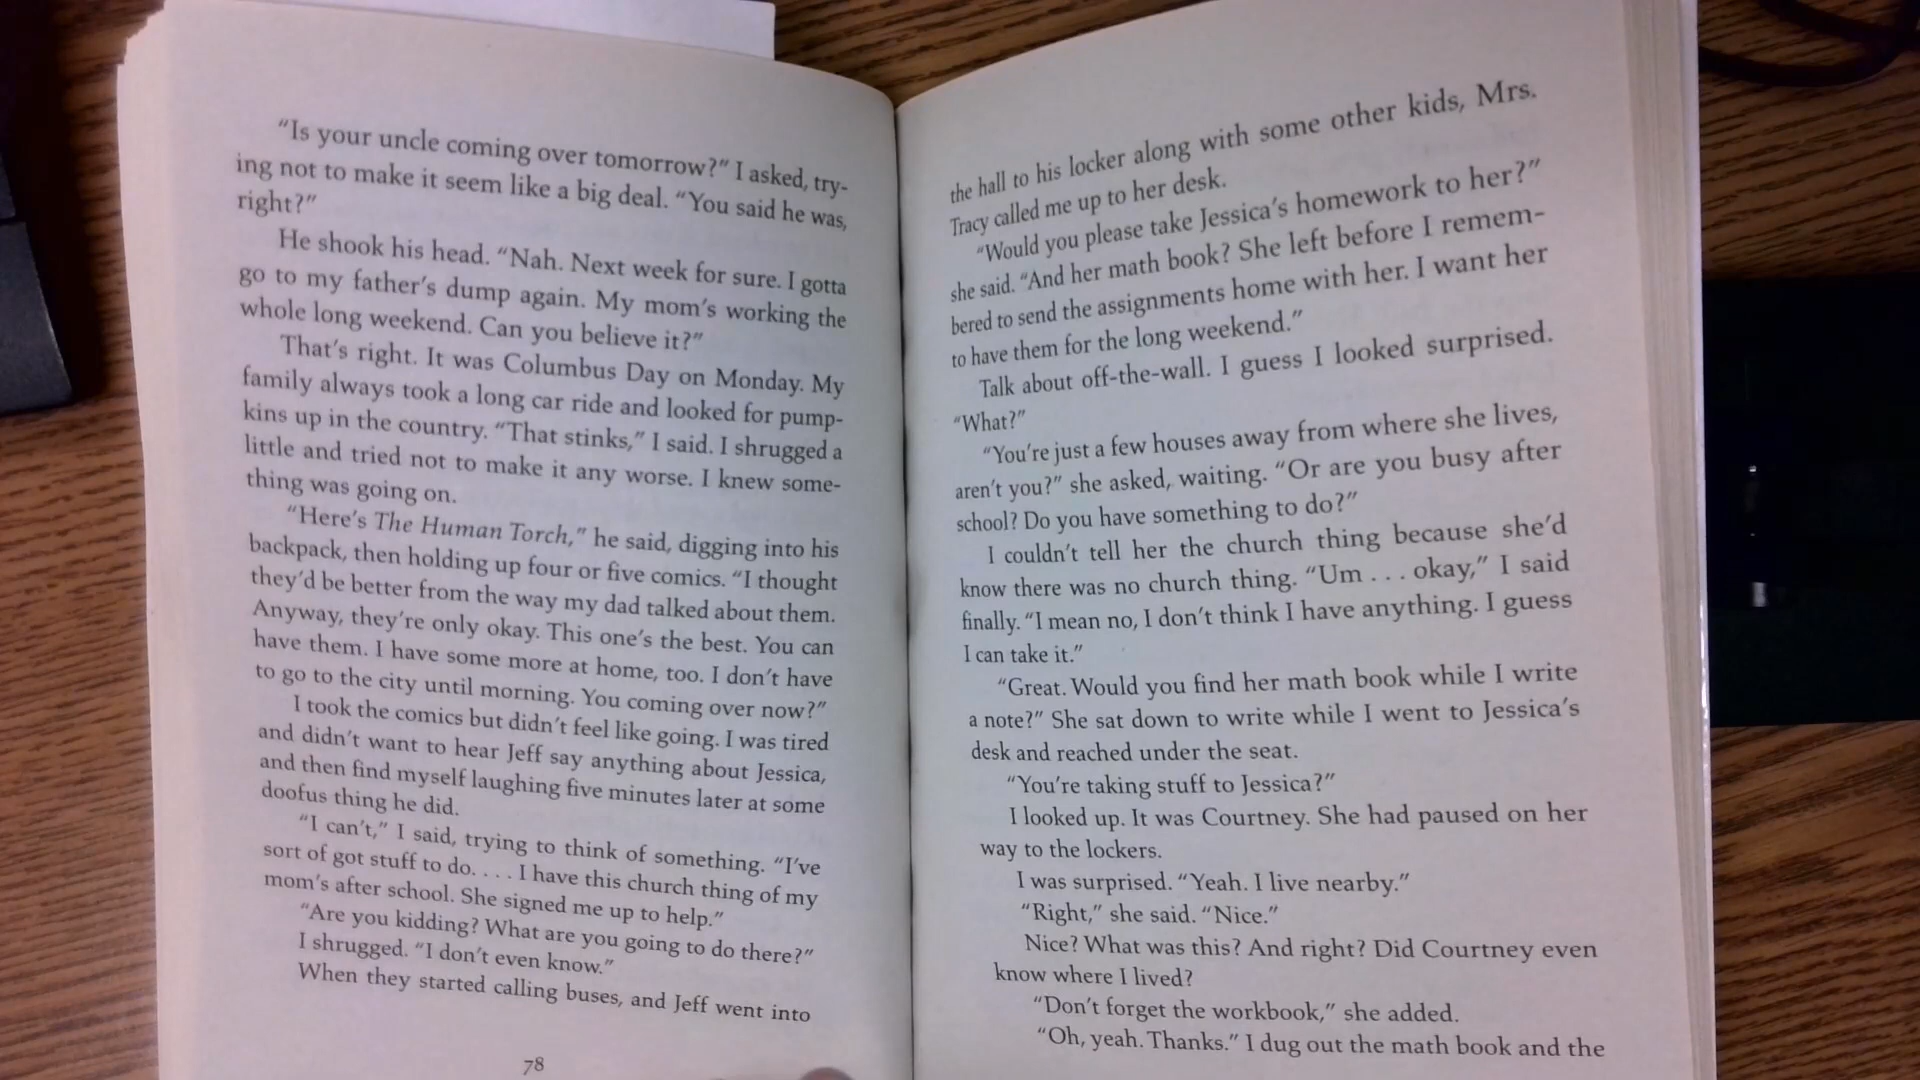 “Is your uncle coming over tomorrow?” I asked, try-
ing not to make it seem like a big deal. “You said he was,
right?”
He shook his head. “Nah. Next week for sure. I gotta
go to my father’s dump again. My mom’s working the
whole long weekend. Can you believe it?”
That’s right. It was Columbus Day on Monday. My
family always took a long car ride and looked for pump-
kins up in the country. “That stinks,” I said. I shrugged a
little and tried not to make it any worse. I knew some-
thing was going on.
“Here’s The Human Torch,” he said, digging into his
backpack, then holding up four or five comics. “I thought
they’d be better from the way my dad talked about them.
Anyway, they’re only okay. This one’s the best. You can
have them. I have some more at home, too. I don’t have
to go to the city until morning. You coming over now?”
I took the comics but didn’t feel like going. I was tired
and didn’t want to hear Jeff say anything about Jessica,
and then find myself laughing five minutes later at some
doofus thing he did.
“I can’t,” I said, trying to think of something. “I’ve
sort of got stuff to do. . . . I have this church thing of my
mom’s after school. She signed me up to help.”
“Are you kidding? What are you going to do there?”
I shrugged. “I don’t even know.”
When they started calling buses, and Jeff went into
78
the hall to his locker along with some other kids, Mrs.
Tracy called me up to her desk.
“Would you please take Jessica’s homework to her?”
she said. “And her math book? She left before I remem-
bered to send the assignments home with her. I want her
to have them for the long weekend.”
Talk about off-the-wall. I guess I looked surprised.
“What?”
“You’re just a few houses away from where she lives,
aren’t you?” she asked, waiting. “Or are you busy after
school? Do you have something to do?”
I couldn’t tell her the church thing because she’d
know there was no church thing. “Um . . . okay,” I said
finally. “I mean no, I don’t think I have anything. I guess
I can take it.”
“Great. Would you find her math book while I write
a note?” She sat down to write while I went to Jessica’s
desk and reached under the seat.
“You’re taking stuff to Jessica?”
I looked up. It was Courtney. She had paused on her
way to the lockers.
I was surprised. “Yeah. I live nearby.”
“Right,” she said. “Nice.”
Nice? What was this? And right? Did Courtney even
know where I lived?
“Don’t forget the workbook,” she added.
“Oh, yeah. Thanks.” I dug out the math book and the